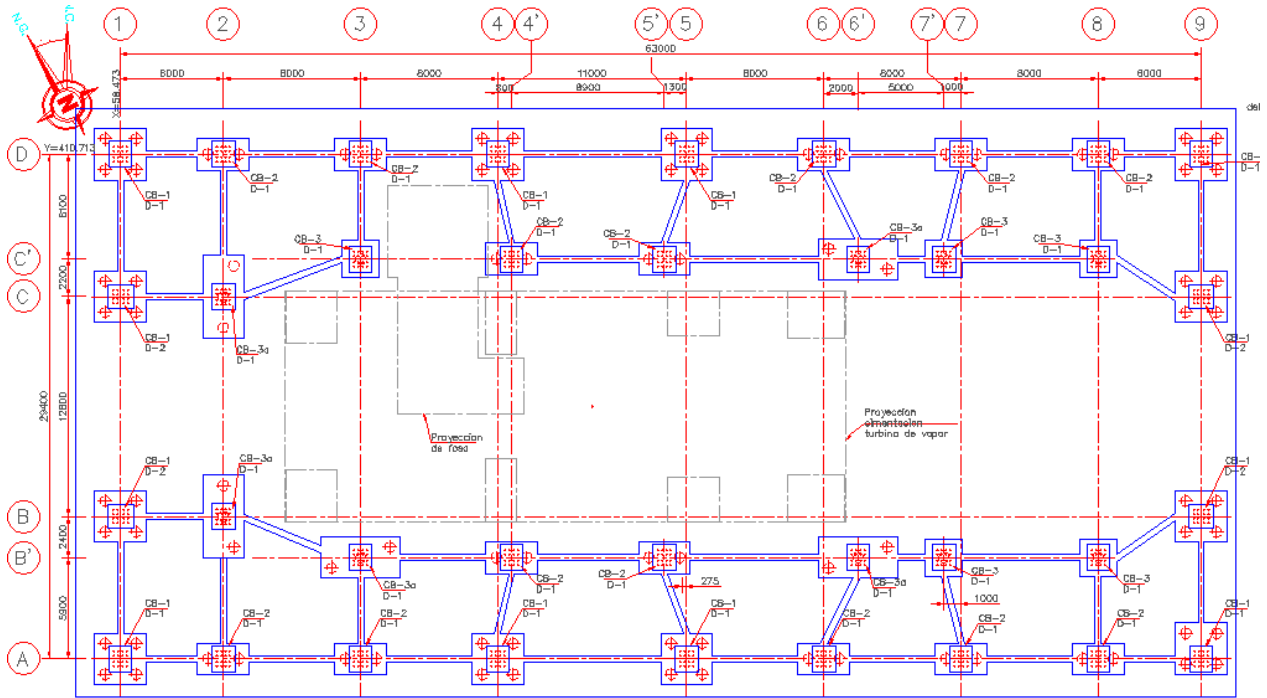 N.G.
N.C.
1
2
3
4
4'
5'
5
6
6'
7'
7
8
9
63000
6000
8000
8000
11000
8000
8000
8000
6000
800
8900
1300
2000
5000
1000
X=58.473
Y=410.713
del
D
C'
C
B
B'
A
6100
2200
12800
29400
2400
5900
CB-1
D-1
CB-2
D-1
CB-2
D-1
CB-1
D-1
CB-1
D-1
CB-2
D-1
CB-2
D-1
CB-2
D-1
CB-
D-1
CB-3
D-1
CB-2
D-1
CB-2
D-1
CB-3a
D-1
CB-3
D-1
CB-3
D-1
CB-1
D-2
CB-3a
D-1
CB-1
D-2
Proyeccion
de fosa
Proyeccion
cimentacion
turbina de vapor
CB-1
D-2
CB-3a
D-1
CB-1
D-2
CB-3a
D-1
CB-2
D-1
CB-2
D-1
275
CB-3a
D-1
CB-3
D-1
1000
CB-3
D-1
CB-1
D-1
CB-2
D-1
CB-2
D-1
CB-1
D-1
CB-1
D-1
CB-2
D-1
CB-2
D-1
CB-2
D-1
CB-1
D-1